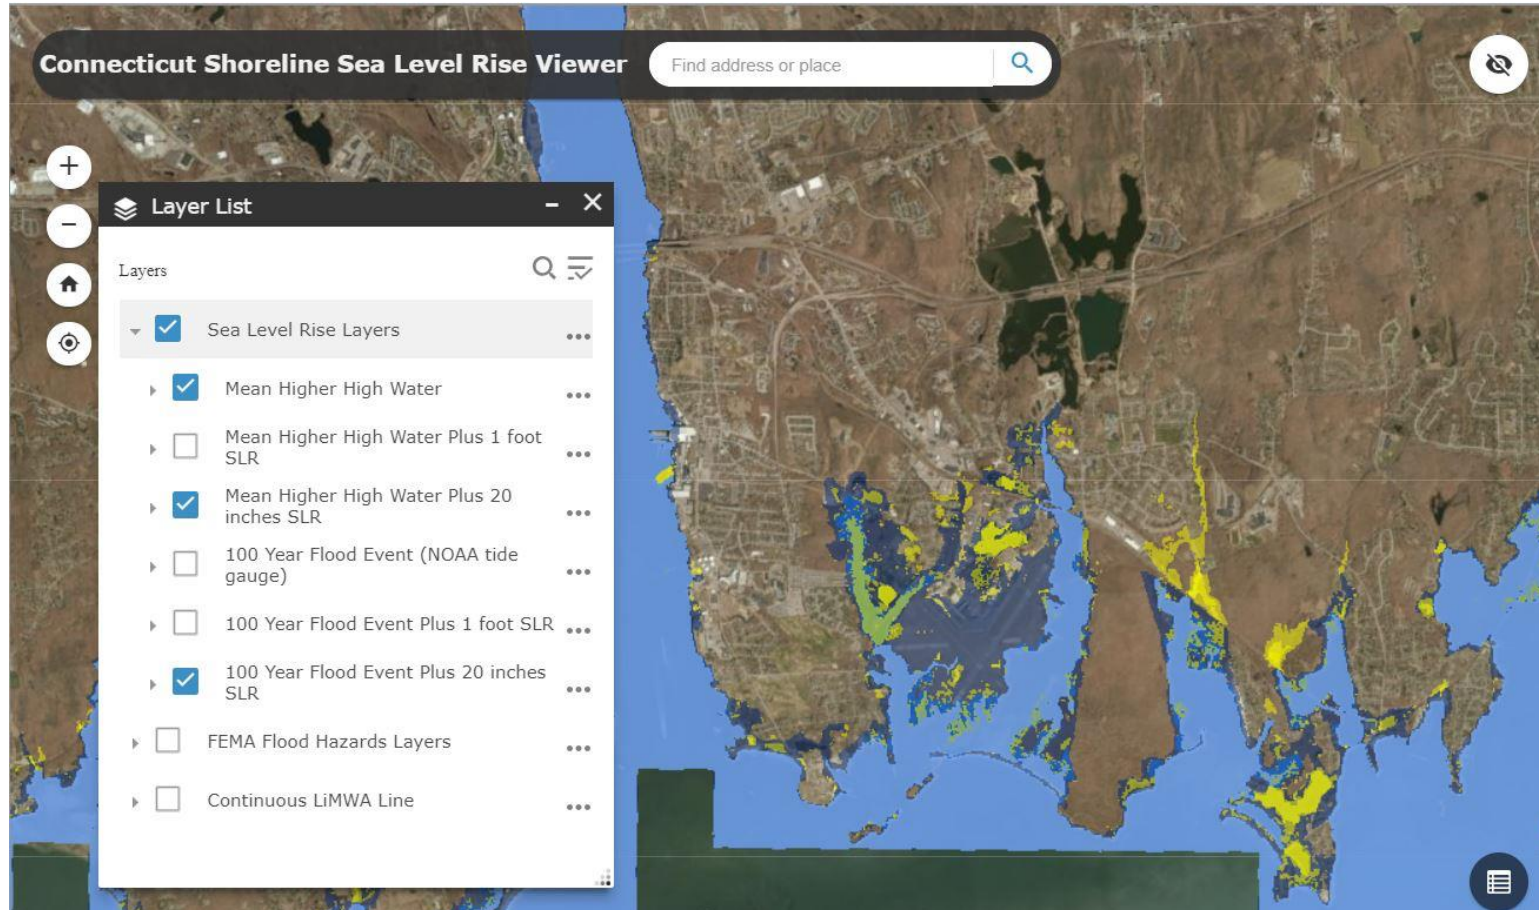 Connecticut Shoreline Sea Level Rise Viewer
Find address or place
Layer List
Layers
Sea Level Rise Layers
Mean Higher High Water
Mean Higher High Water Plus 1 foot
SLR
Mean Higher High Water Plus 20
inches SLR
100 Year Flood Event (NOAA tide
gauge)
100 Year Flood Event Plus 1 foot SLR
100 Year Flood Event Plus 20 inches
SLR
FEMA Flood Hazards Layers
Continuous LiMWA Line